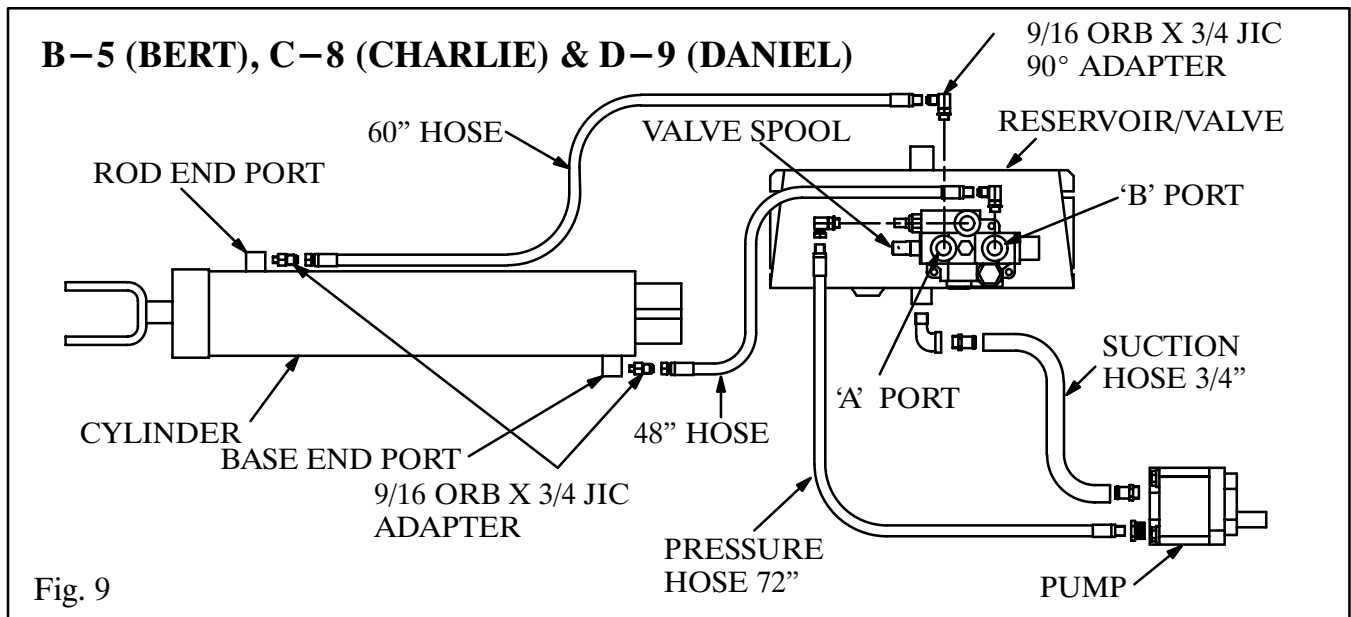 B−5 (BERT), C−8 (CHARLIE) & D−9 (DANIEL)
9/16 ORB X 3/4 JIC
90° ADAPTER
60” HOSE
VALVE SPOOL
RESERVOIR/VALVE
ROD END PORT
‘B’ PORT
SUCTION
HOSE 3/4”
‘A’ PORT
CYLINDER
48” HOSE
BASE END PORT
9/16 ORB X 3/4 JIC
ADAPTER
PRESSURE
HOSE 72”
PUMP
Fig. 9